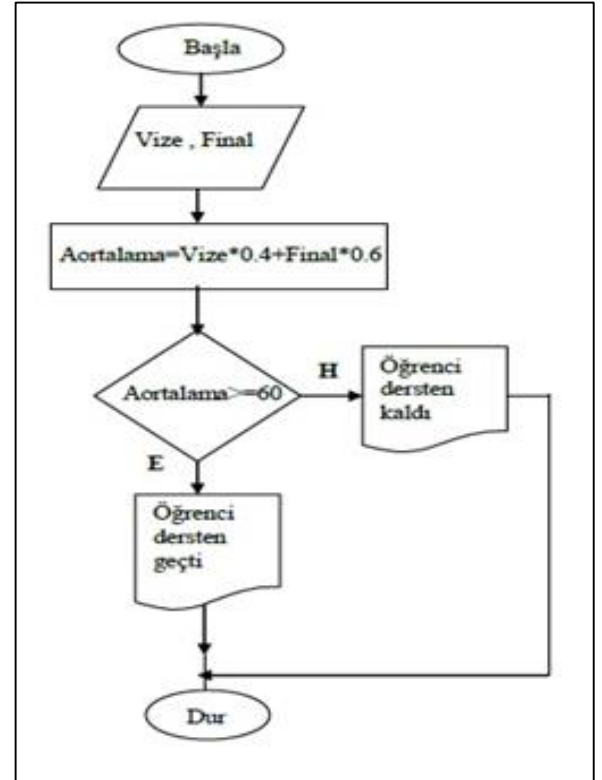 Başla
Vize , Final
Aortalama=Vize*0.4+Final*0.6
Aortalama>=60
H
Öğrenci
dersten
kaldı
E
Öğrenci
dersten
geçti
Dur